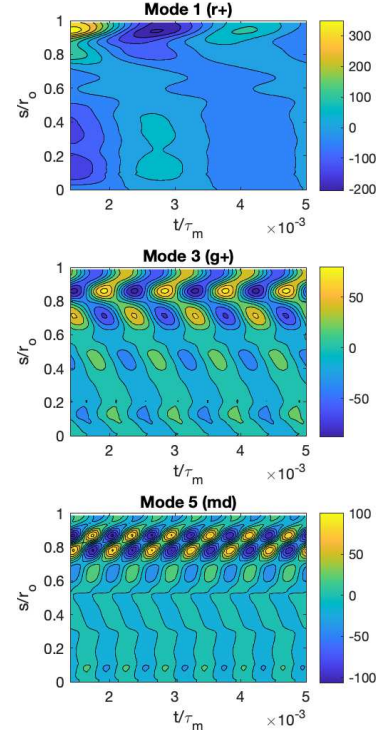 Mode 1 (r+)
s/r_o
1
0.8
0.6
0.4
0.2
0
2 3 4 5
t/τ_m
×10⁻³
300
200
100
0
-100
-200
Mode 3 (g+)
s/r_o
1
0.8
0.6
0.4
0.2
0
2 3 4 5
t/τ_m
×10⁻³
50
0
-50
Mode 5 (md)
s/r_o
1
0.8
0.6
0.4
0.2
0
2 3 4 5
t/τ_m
×10⁻³
100
50
0
-50
-100